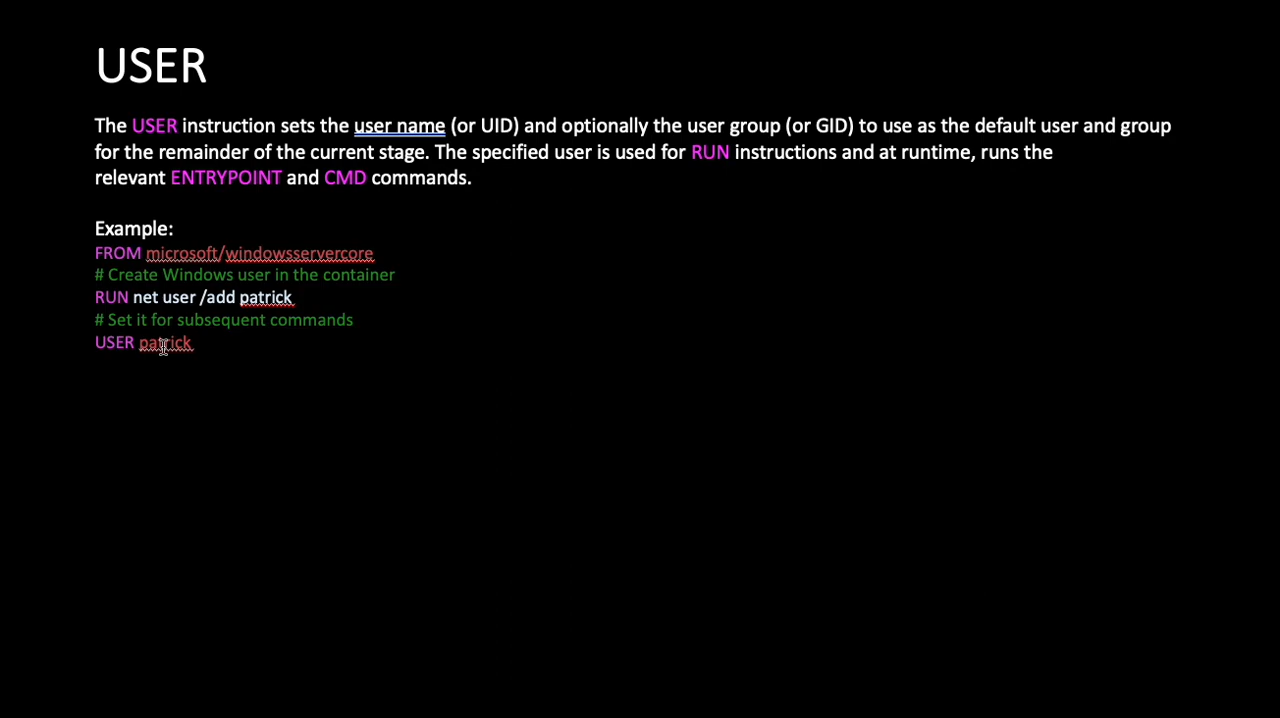 USER
The USER instruction sets the user name (or UID) and optionally the user group (or GID) to use as the default user and group
for the remainder of the current stage. The specified user is used for RUN instructions and at runtime, runs the
relevant ENTRYPOINT and CMD commands.
Example:
FROM microsoft/windowsservercore
# Create Windows user in the container
RUN net user /add patrick
# Set it for subsequent commands
USER patrick